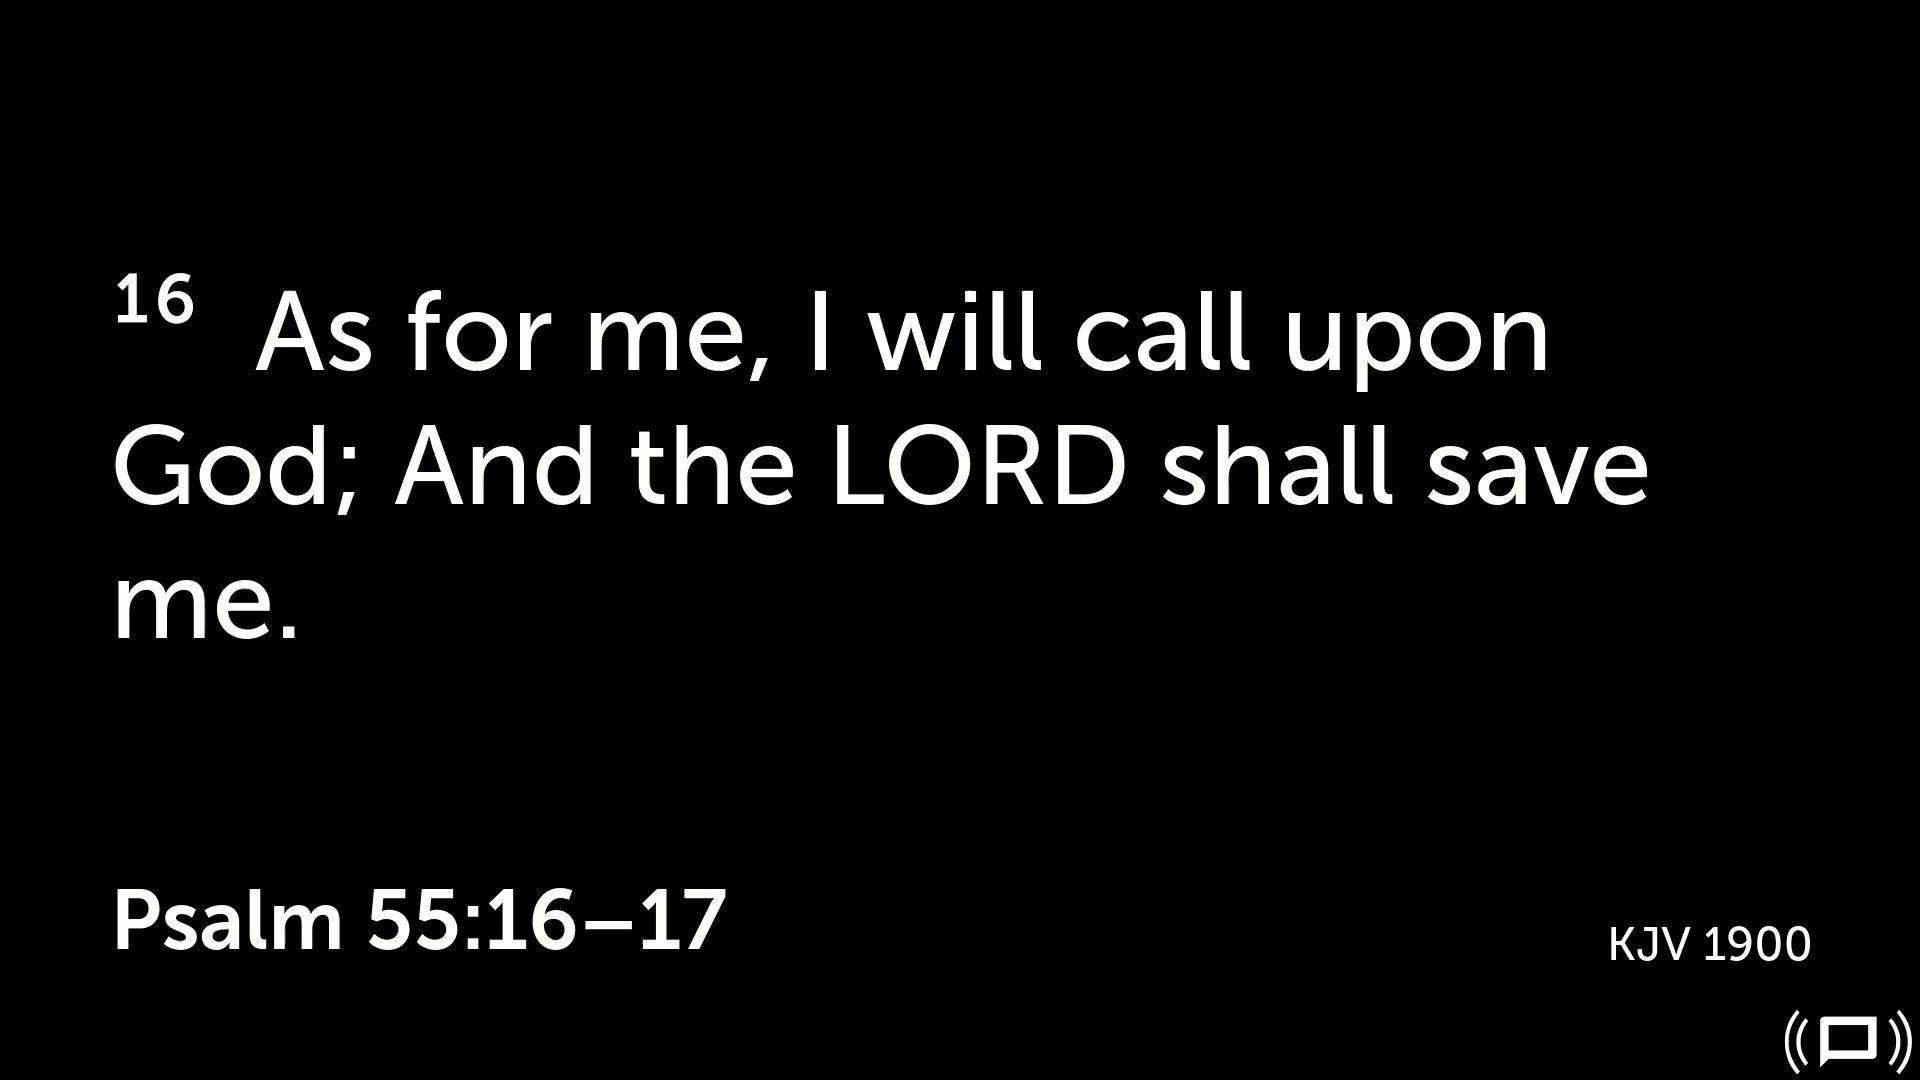 16 As for me, I will call upon
God; And the LORD shall save
me.
Psalm 55:16–17
KJV 1900